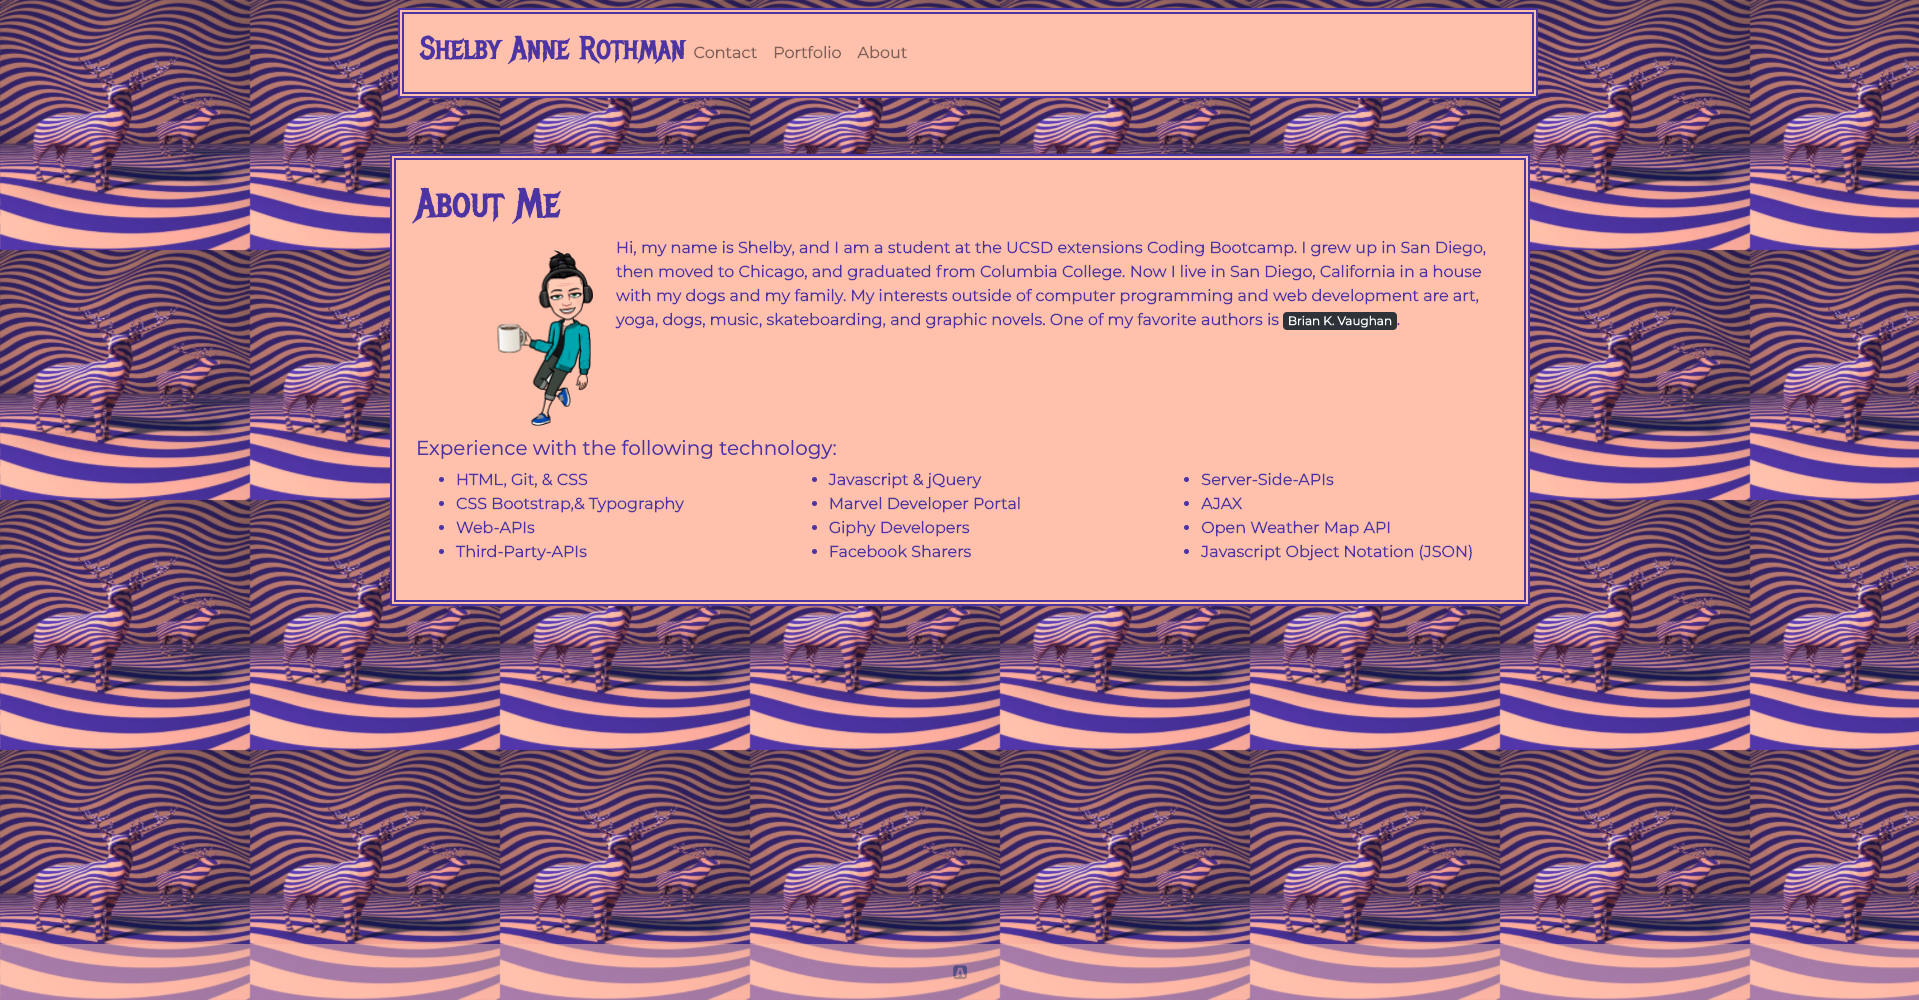 Shelby Anne Rothman Contact Portfolio About
About Me
Hi, my name is Shelby, and I am a student at the UCSD extensions Coding Bootcamp. I grew up in San Diego,
then moved to Chicago, and graduated from Columbia College. Now I live in San Diego, California in a house
with my dogs and my family. My interests outside of computer programming and web development are art,
yoga, dogs, music, skateboarding, and graphic novels. One of my favorite authors is Brian K. Vaughan.
Experience with the following technology:
HTML, Git, & CSS
CSS Bootstrap,& Typography
Web-APIs
Third-Party-APIs
Javascript & jQuery
Marvel Developer Portal
Giphy Developers
Facebook Sharers
Server-Side-APIs
AJAX
Open Weather Map API
Javascript Object Notation (JSON)
A